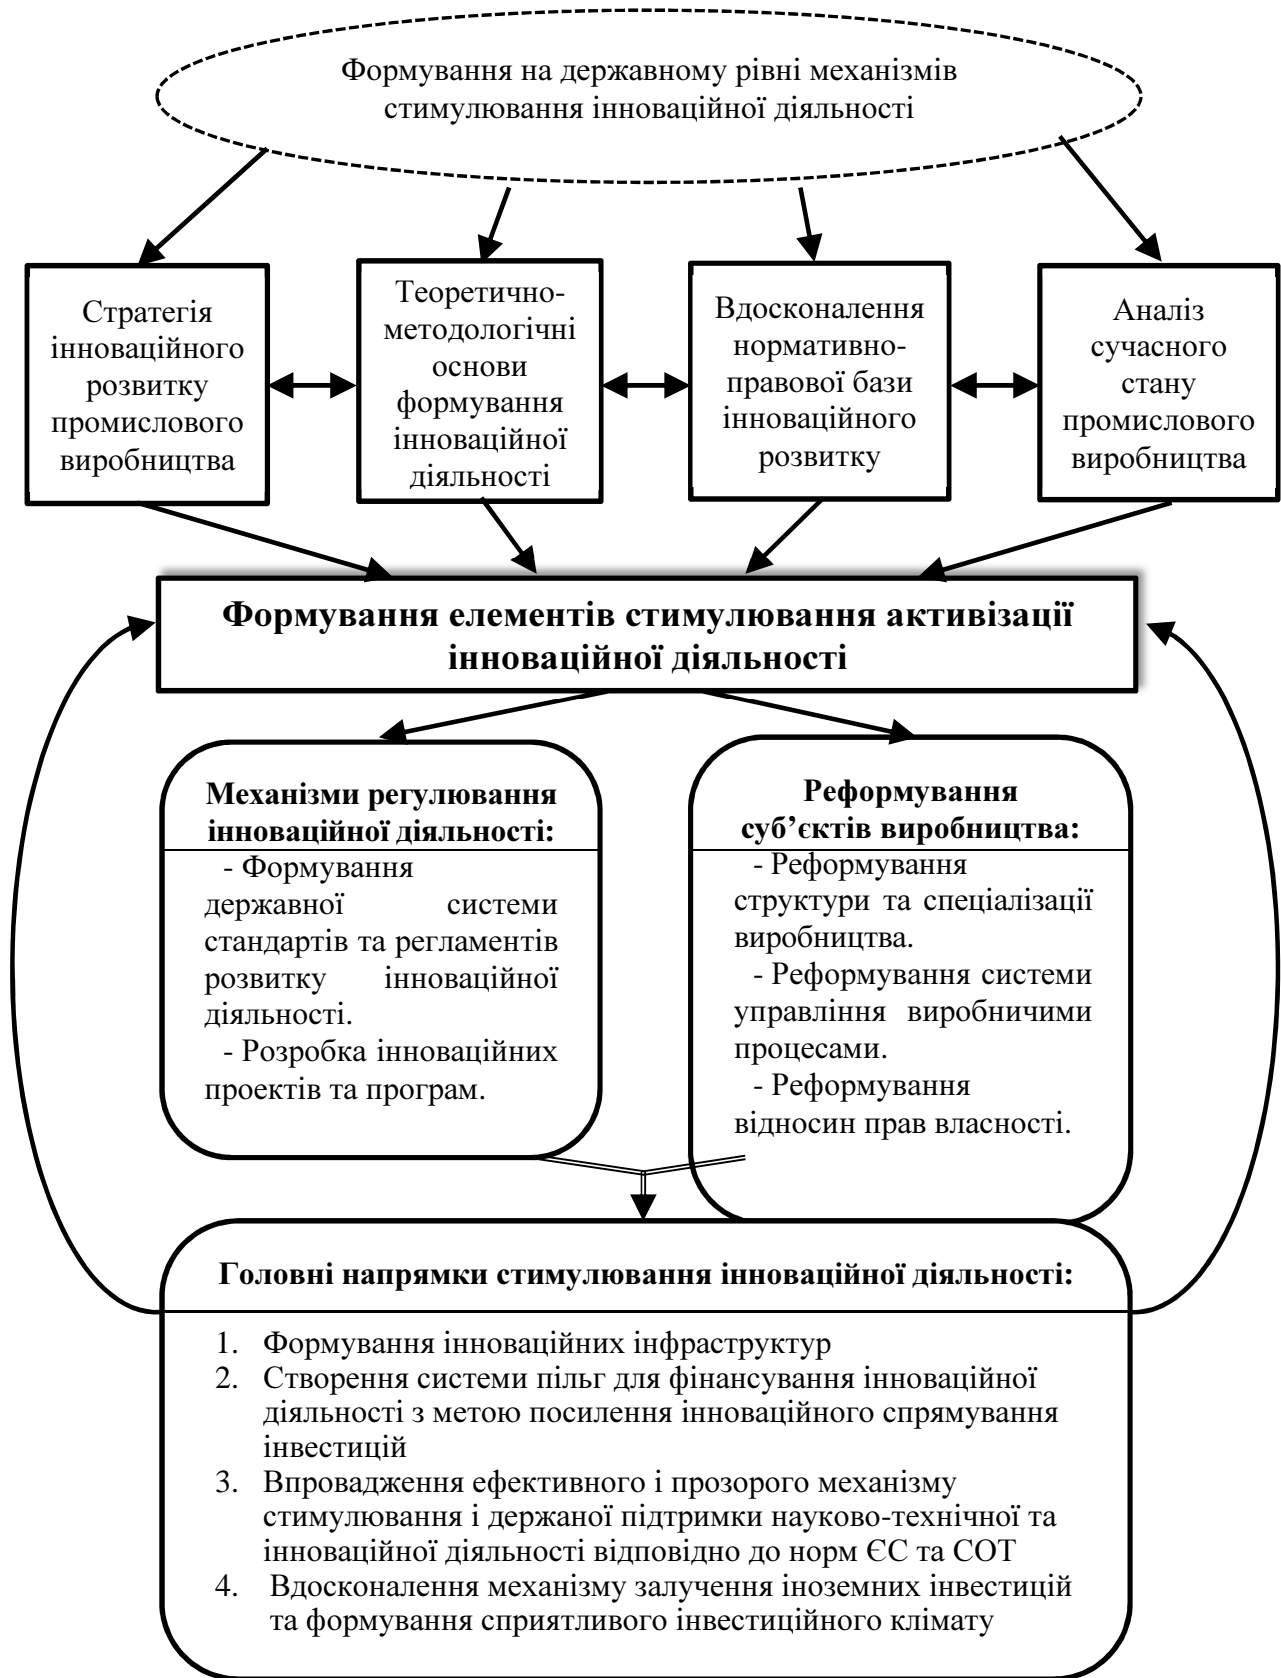 Формування на державному рівні механізмів
стимулювання інноваційної діяльності
Стратегія
інноваційного
розвитку
промислового
виробництва
Теоретично-
методологічні
основи
формування
інноваційної
діяльності
Вдосконалення
нормативно-
правової бази
інноваційного
розвитку
Аналіз
сучасного
стану
промислового
виробництва
Формування елементів стимулювання активізації
інноваційної діяльності
Механізми регулювання
інноваційної діяльності:
- Формування
державної системи
стандартів та регламентів
розвитку інноваційної
діяльності.
- Розробка інноваційних
проектів та програм.
Реформування
суб’єктів виробництва:
- Реформування
структури та спеціалізації
виробництва.
- Реформування системи
управління виробничими
процесами.
- Реформування
відносин прав власності.
Головні напрямки стимулювання інноваційної діяльності:
1. Формування інноваційних інфраструктур
2. Створення системи пільг для фінансування інноваційної
діяльності з метою посилення інноваційного спрямування
інвестицій
3. Впровадження ефективного і прозорого механізму
стимулювання і держаної підтримки науково-технічної та
інноваційної діяльності відповідно до норм ЄС та СОТ
4. Вдосконалення механізму залучення іноземних інвестицій
та формування сприятливого інвестиційного клімату